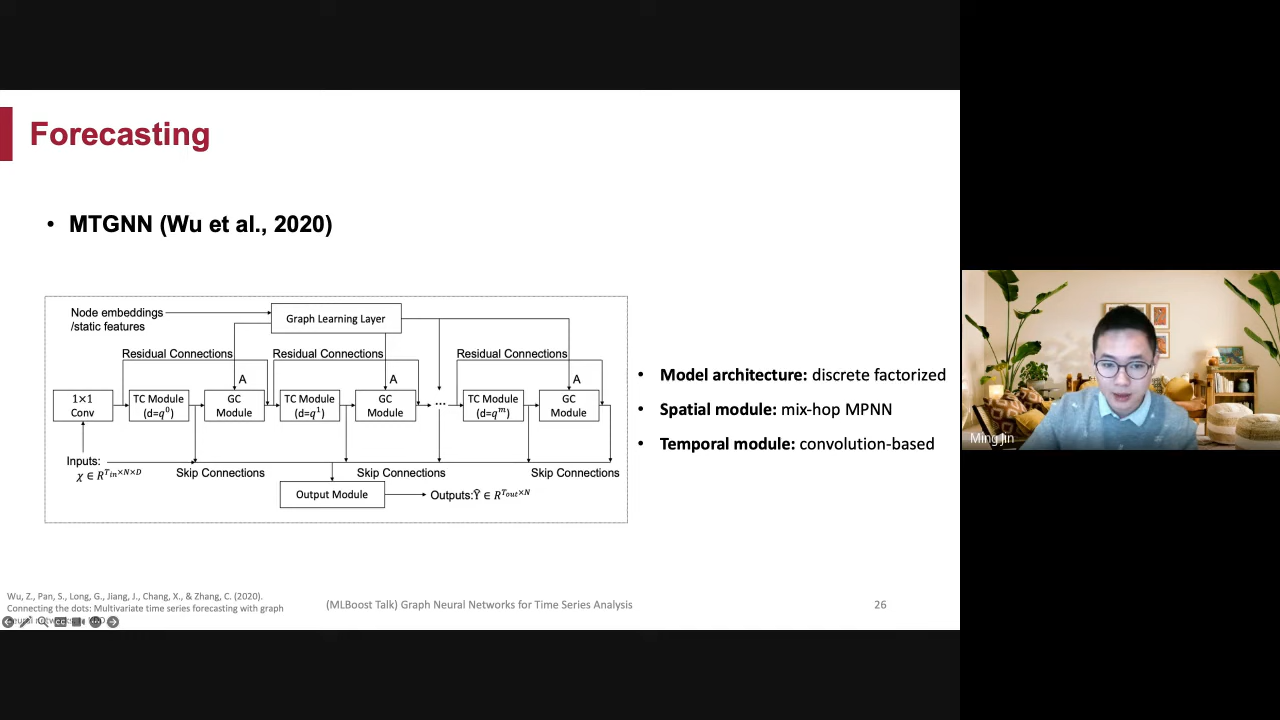 Forecasting
• MTGNN (Wu et al., 2020)
Node embeddings
/static features
Graph Learning Layer
Residual Connections
Residual Connections
Residual Connections
A
A
A
1×1
Conv
TC Module
(d=q⁰)
GC
Module
TC Module
(d=q¹)
GC
Module
...
TC Module
(d=qᵐ)
GC
Module
Inputs:
χ ∈ R^{T_{in}×N×D}
Skip Connections
Skip Connections
Skip Connections
Output Module
Outputs:Ŷ ∈ R^{T_{out}×N}
• Model architecture: discrete factorized
• Spatial module: mix-hop MPNN
• Temporal module: convolution-based
Ming Jin
Wu, Z., Pan, S., Long, G., Jiang, J., Chang, X., & Zhang, C. (2020).
Connecting the dots: Multivariate time series forecasting with graph
(MLBoost Talk) Graph Neural Networks for Time Series Analysis
26